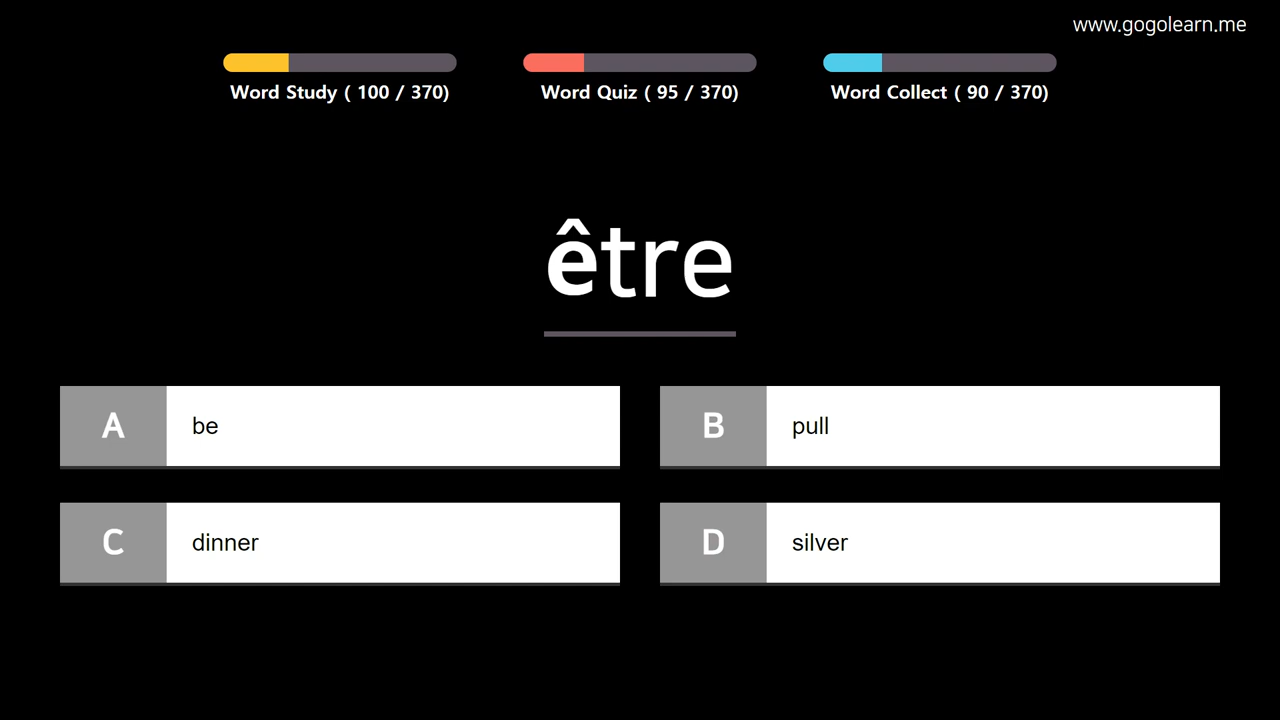 www.gogolearn.me
Word Study ( 100 / 370)
Word Quiz ( 95 / 370)
Word Collect ( 90 / 370)
être
A be
B pull
C dinner
D silver